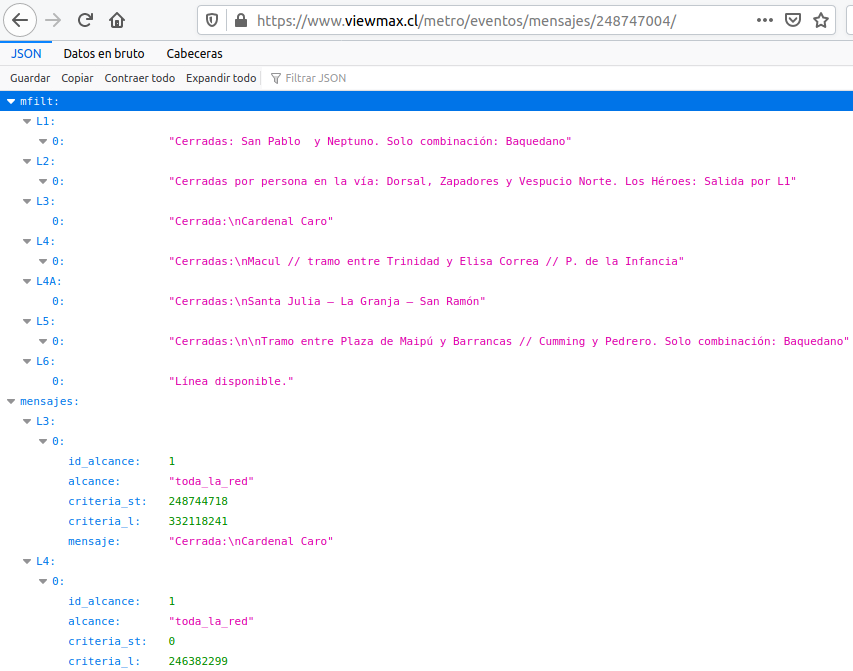 https://www.viewmax.cl/metro/eventos/mensajes/248747004/
JSON Datos en bruto Cabeceras
Guardar Copiar Contraer todo Expandir todo Filtrar JSON
mfilt:
L1:
0: "Cerradas: San Pablo  y Neptuno. Solo combinación: Baquedano"
L2:
0: "Cerradas por persona en la vía: Dorsal, Zapadores y Vespucio Norte. Los Héroes: Salida por L1"
L3:
0: "Cerrada:\nCardenal Caro"
L4:
0: "Cerradas:\nMacul // tramo entre Trinidad y Elisa Correa // P. de la Infancia"
L4A:
0: "Cerradas:\nSanta Julia – La Granja – San Ramón"
L5:
0: "Cerradas:\n\nTramo entre Plaza de Maipú y Barrancas // Cumming y Pedrero. Solo combinación: Baquedano"
L6:
0: "Línea disponible."
mensajes:
L3:
0:
id_alcance: 1
alcance: "toda_la_red"
criteria_st: 248744718
criteria_l: 332118241
mensaje: "Cerrada:\nCardenal Caro"
L4:
0:
id_alcance: 1
alcance: "toda_la_red"
criteria_st: 0
criteria_l: 246382299